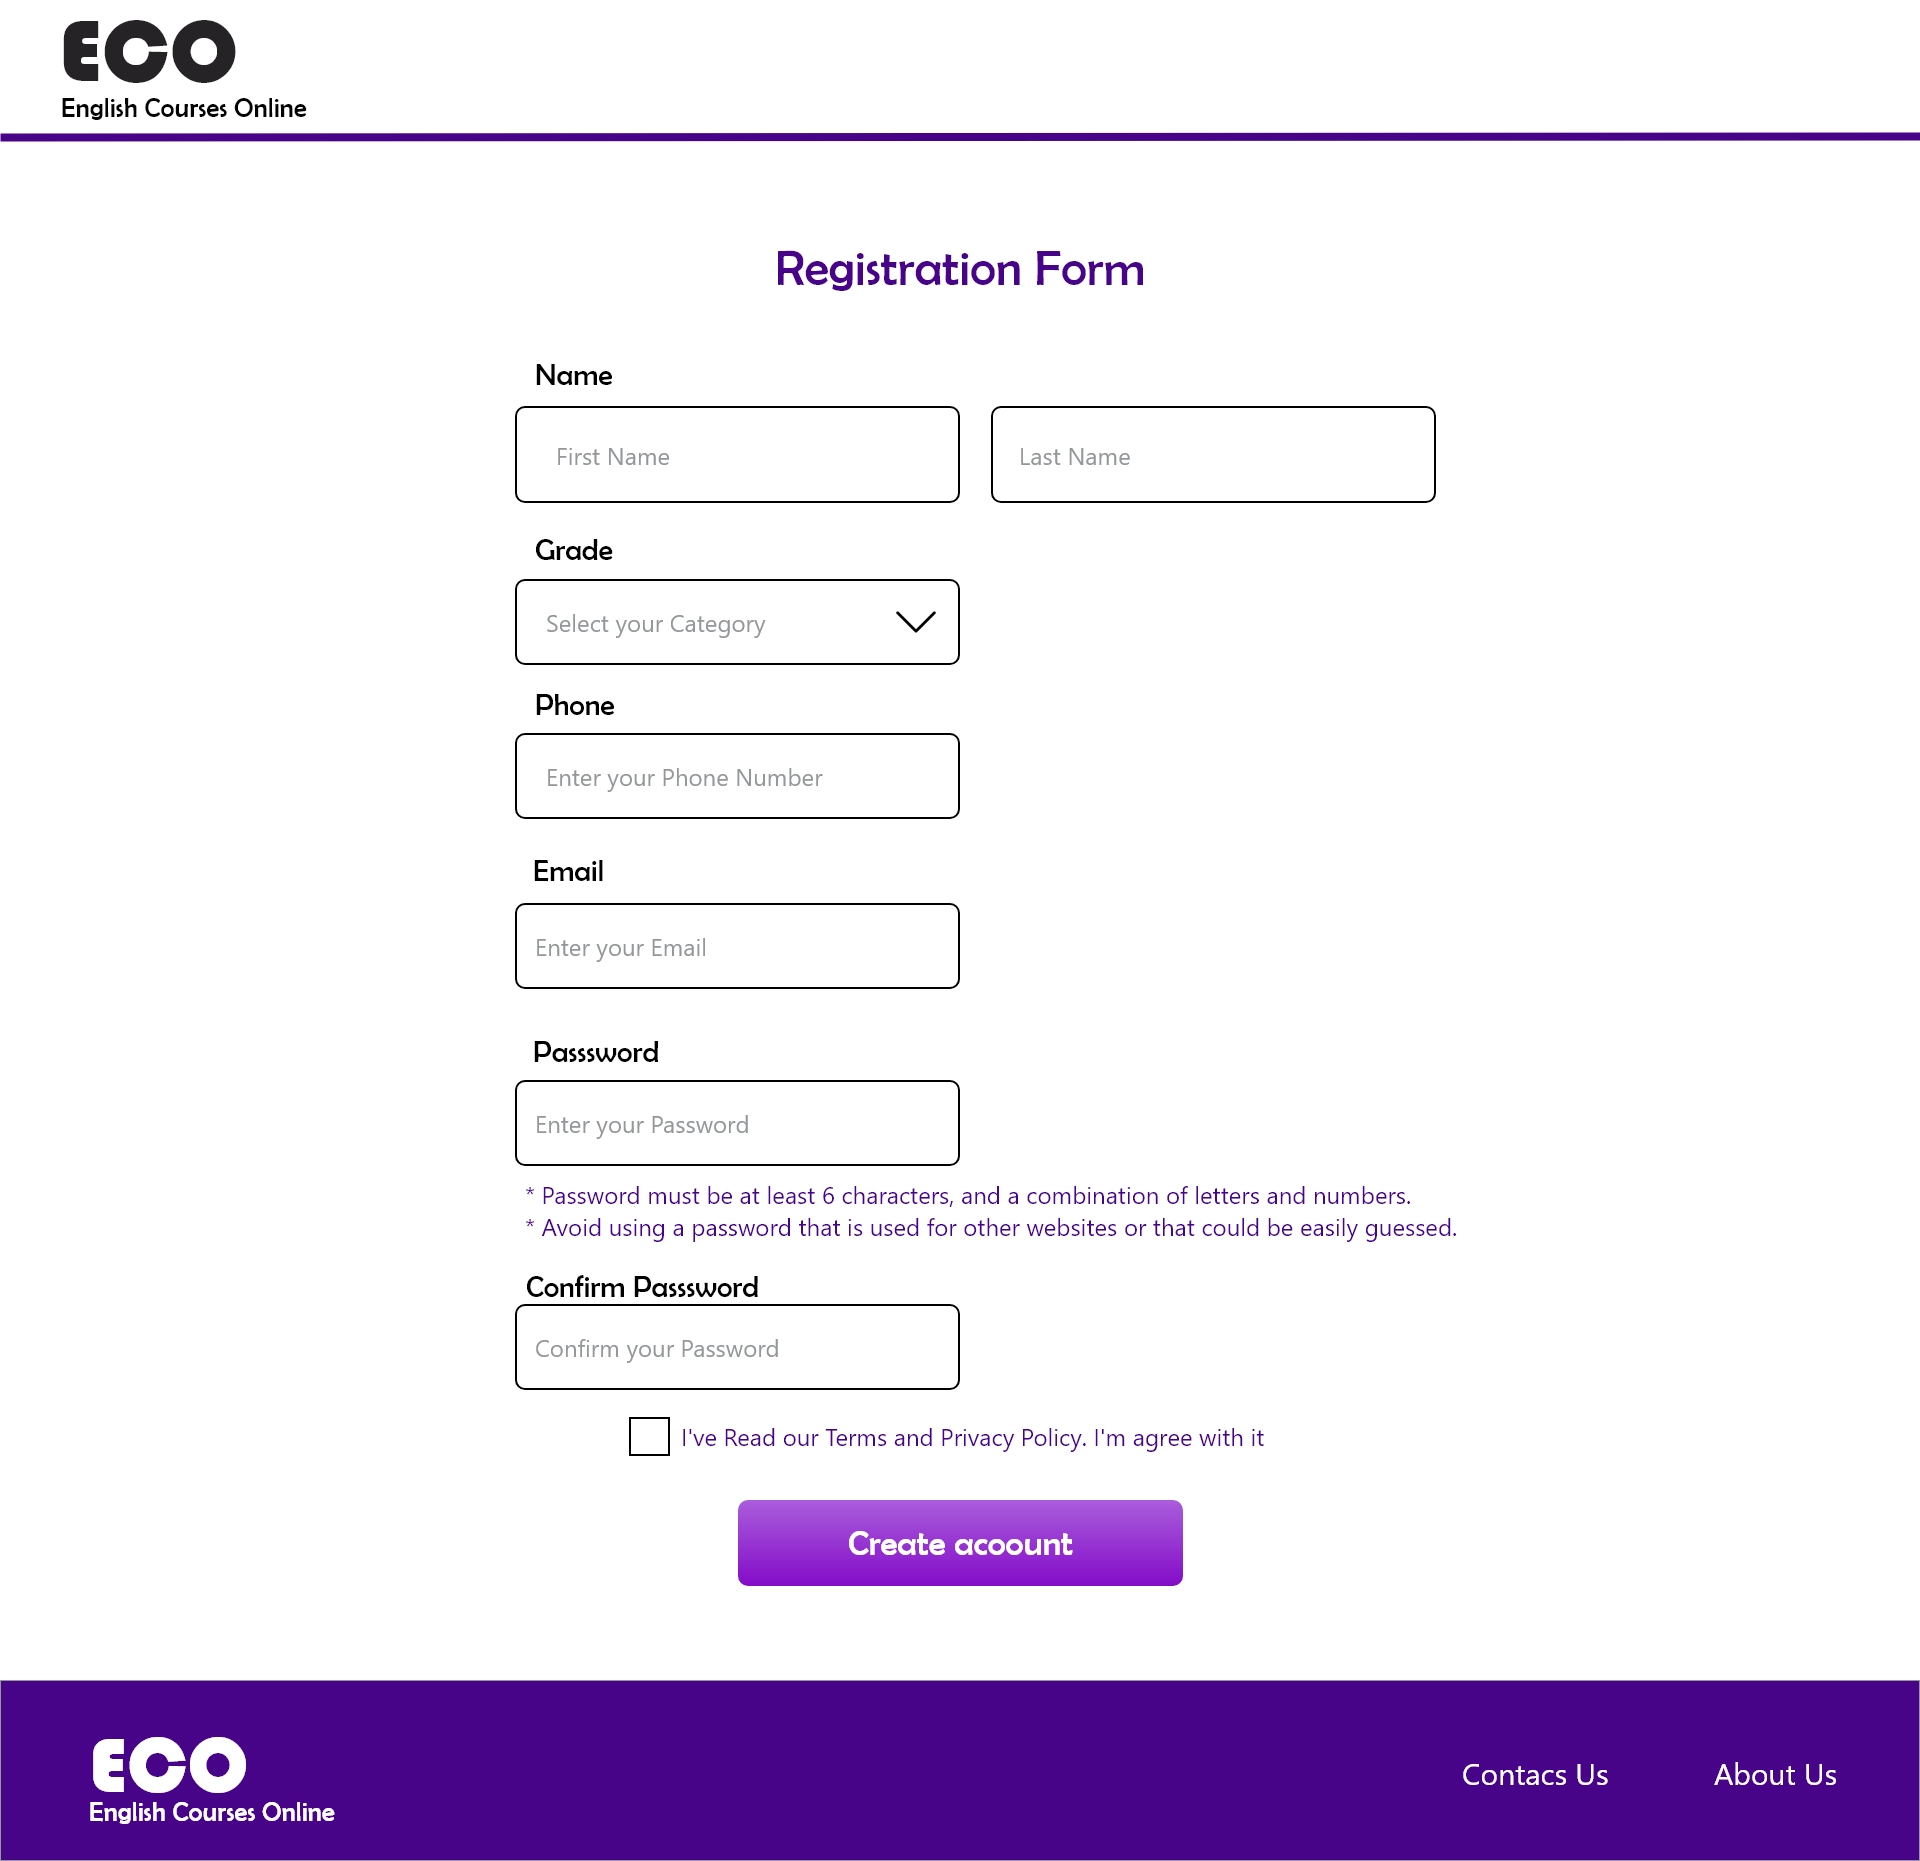 ECO
English Courses Online
Registration Form
Name
First Name
Last Name
Grade
Select your Category
Phone
Enter your Phone Number
Email
Enter your Email
Passsword
Enter your Password
* Password must be at least 6 characters, and a combination of letters and numbers.
* Avoid using a password that is used for other websites or that could be easily guessed.
Confirm Passsword
Confirm your Password
I've Read our Terms and Privacy Policy. I'm agree with it
Create acoount
ECO
English Courses Online
Contacs Us
About Us